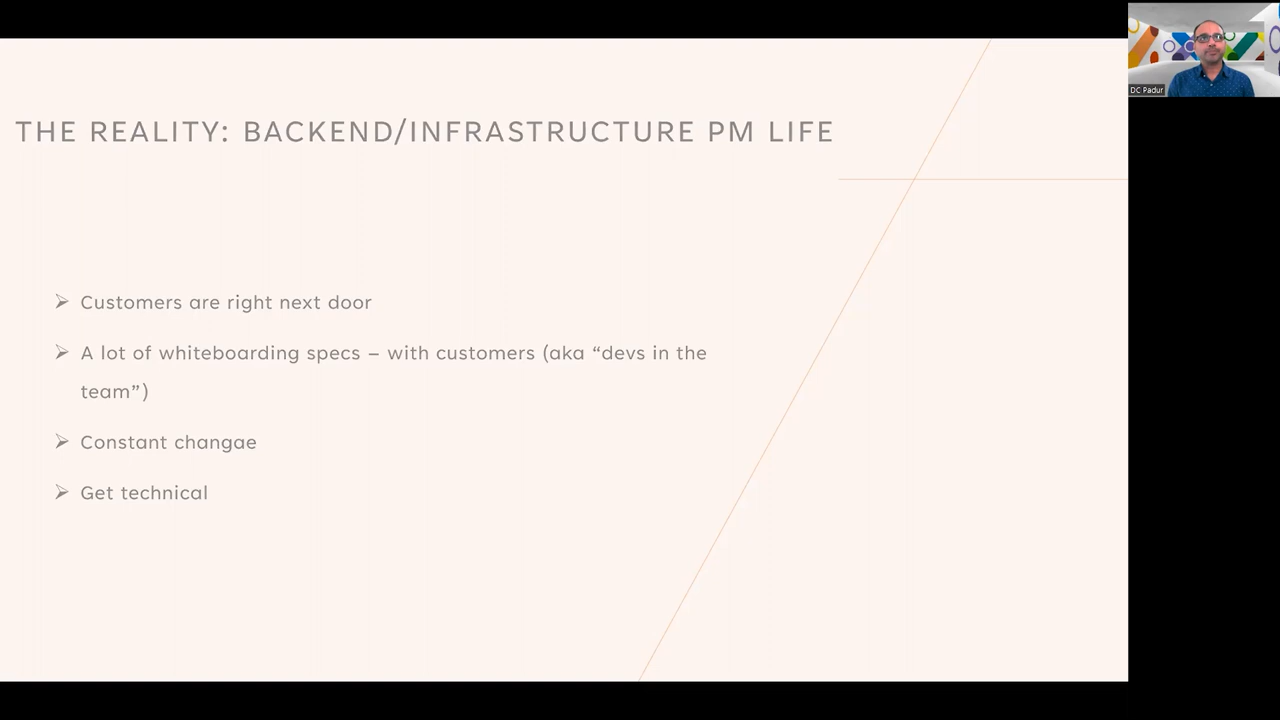 THE REALITY: BACKEND/INFRASTRUCTURE PM LIFE
Customers are right next door
A lot of whiteboarding specs – with customers (aka “devs in the
team”)
Constant changae
Get technical
DC Padur